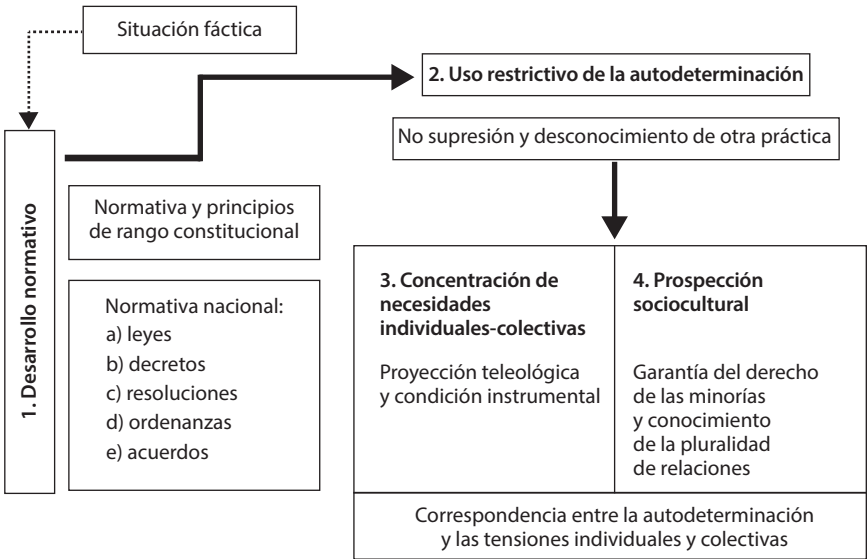 Situación fáctica
2. Uso restrictivo de la autodeterminación
No supresión y desconocimiento de otra práctica
1. Desarrollo normativo
Normativa y principios
de rango constitucional
Normativa nacional:
a) leyes
b) decretos
c) resoluciones
d) ordenanzas
e) acuerdos
3. Concentración de
necesidades
individuales-colectivas
Proyección teleológica
y condición instrumental
4. Prospección
sociocultural
Garantía del derecho
de las minorías
y conocimiento
de la pluralidad
de relaciones
Correspondencia entre la autodeterminación
y las tensiones individuales y colectivas